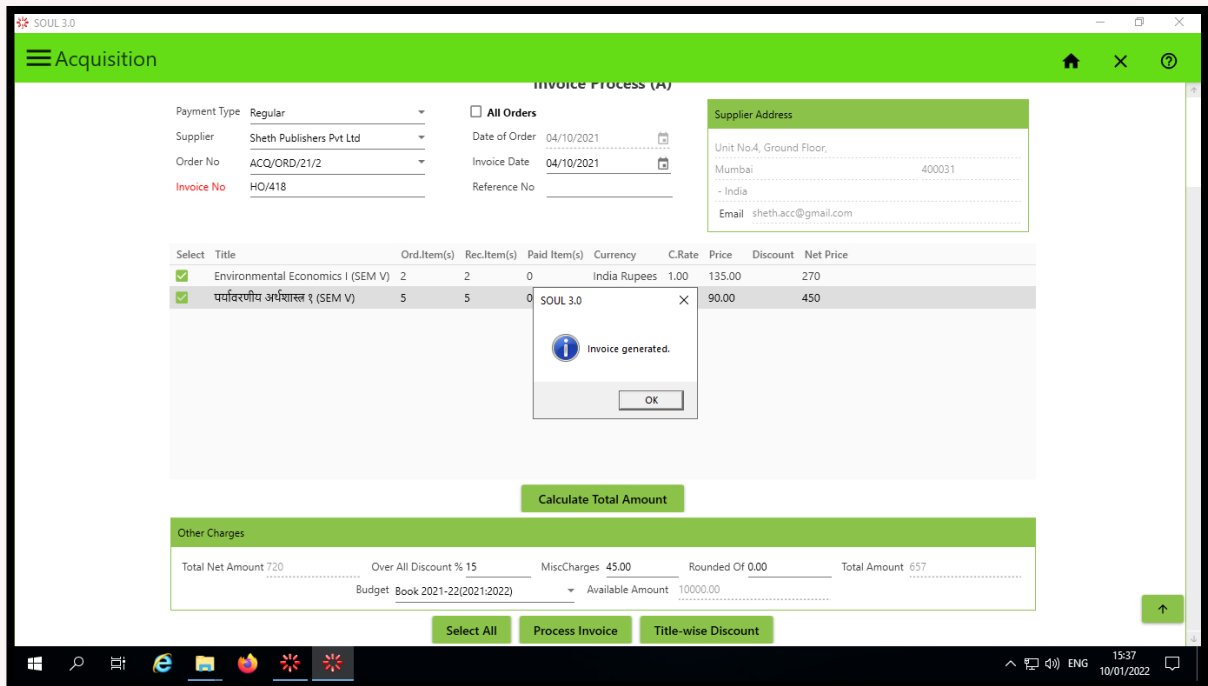 SOUL 3.0
Acquisition
Invoice Process (A)
Payment Type Regular All Orders Supplier Address
Supplier Sheth Publishers Pvt Ltd Date of Order 04/10/2021
Unit No.4, Ground Floor,
Order No ACQ/ORD/21/2 Invoice Date 04/10/2021
Mumbai 400031
Invoice No HO/418 Reference No
- India
Email sheth.acc@gmail.com
Select Title Ord.Item(s) Rec.Item(s) Paid Item(s) Currency C.Rate Price Discount Net Price
Environmental Economics I (SEM V) 2 2 0 India Rupees 1.00 135.00 270
पर्यावरणीय अर्थशास्त्र १ (SEM V) 5 5 0 90.00 450
SOUL 3.0
Invoice generated.
OK
Calculate Total Amount
Other Charges
Total Net Amount 720 Over All Discount % 15 MiscCharges 45.00 Rounded Of 0.00 Total Amount 657
Budget Book 2021-22(2021:2022) Available Amount 10000.00
Select All Process Invoice Title-wise Discount
ENG 15:37
10/01/2022